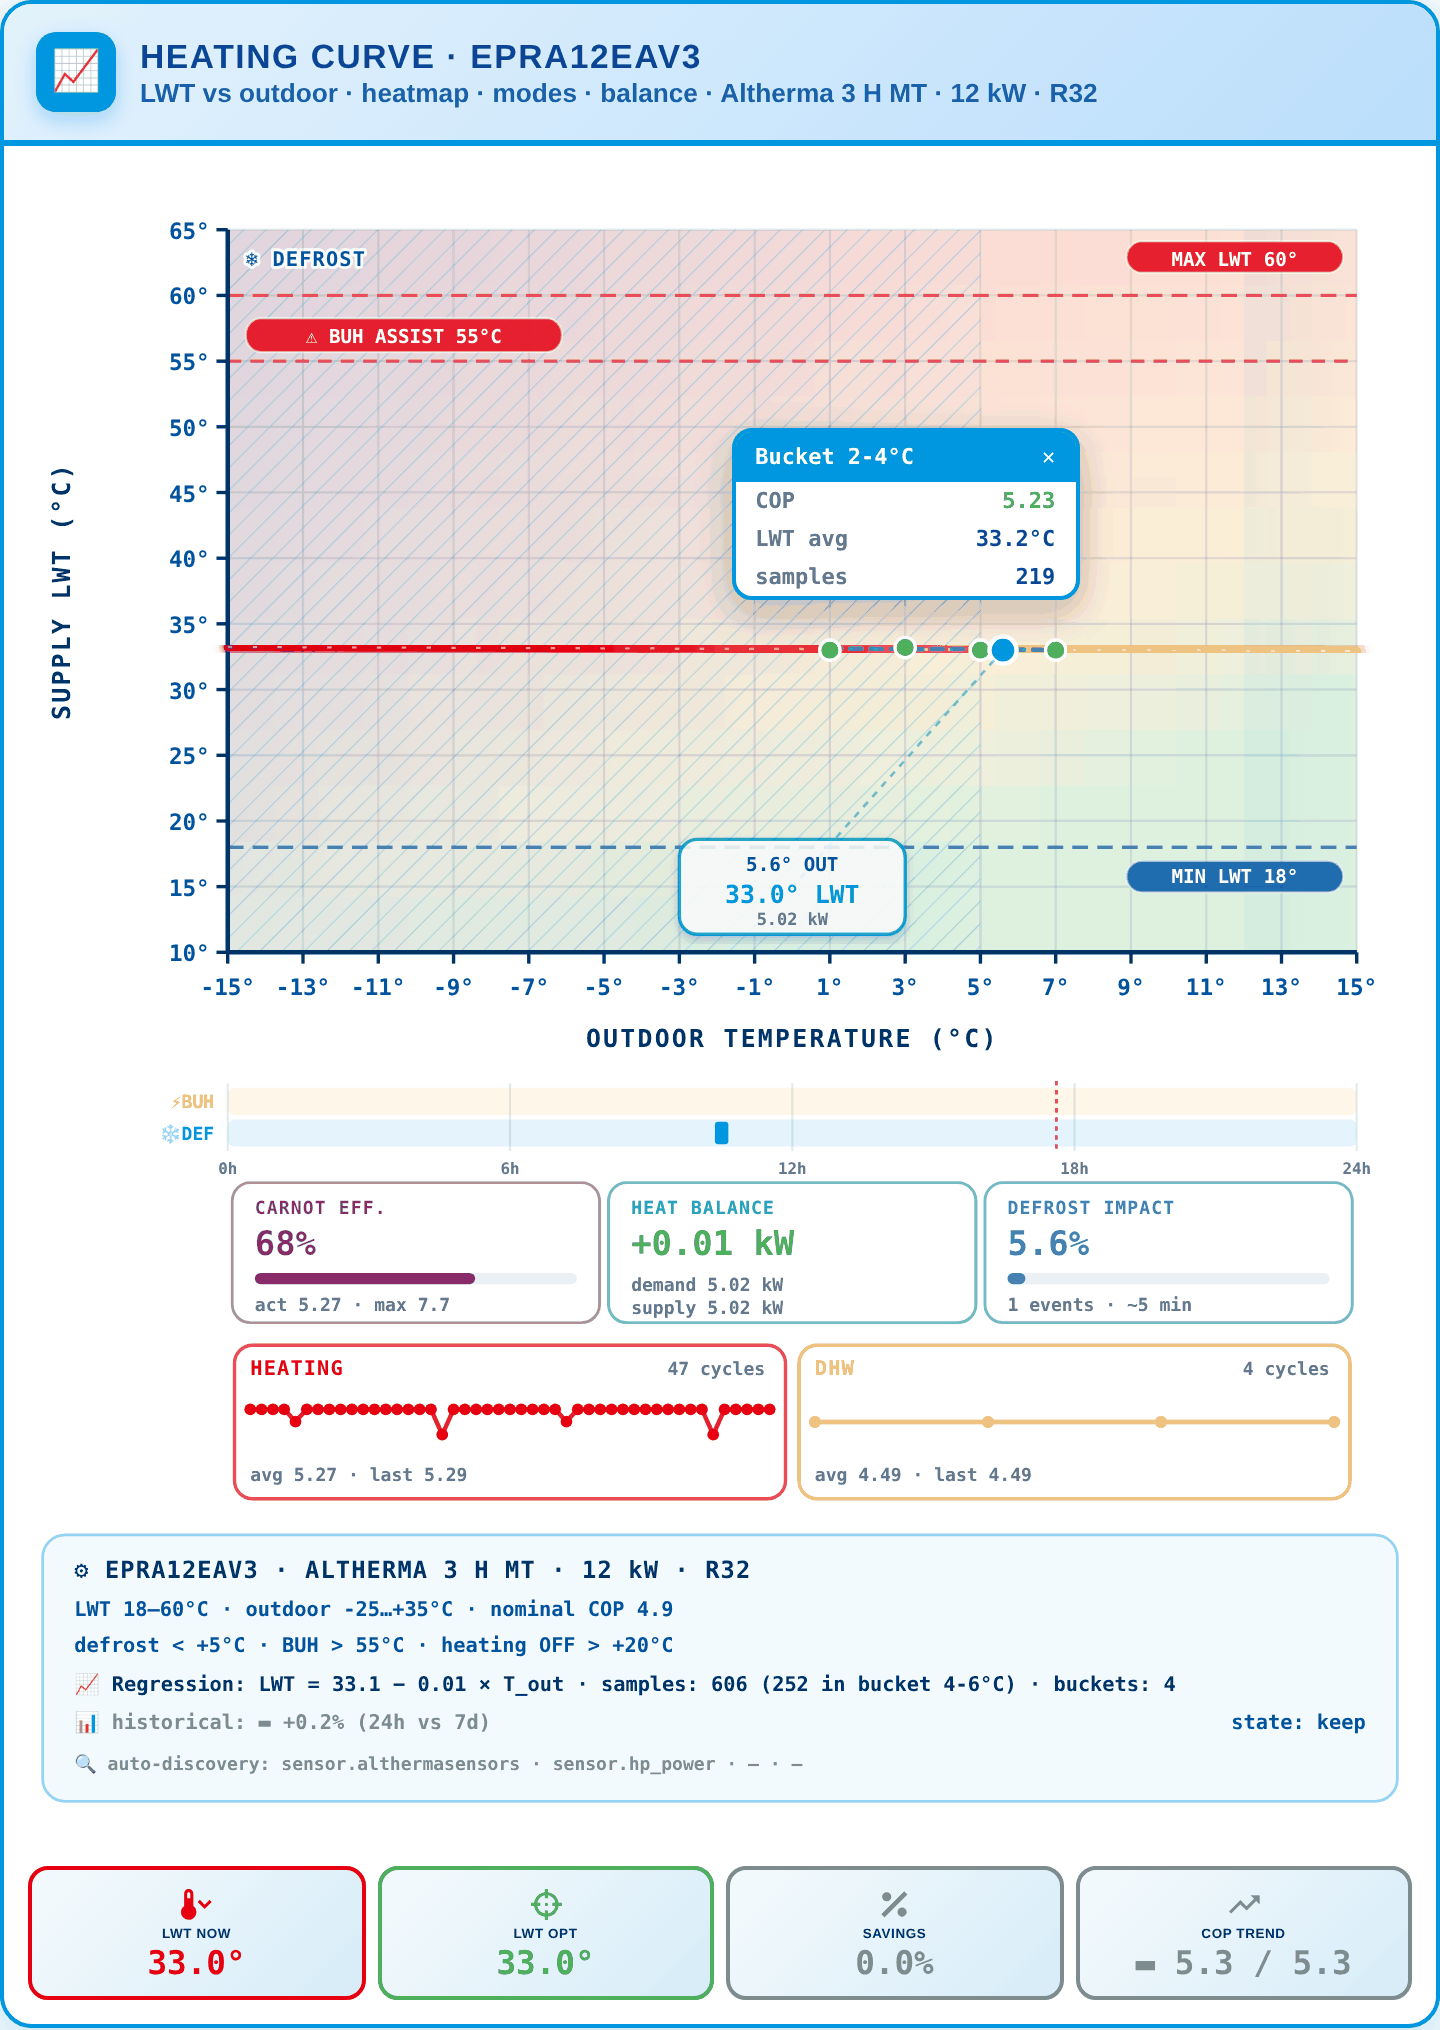 HEATING CURVE · EPRA12EAV3
LWT vs outdoor · heatmap · modes · balance · Altherma 3 H MT · 12 kW · R32
65°
❄ DEFROST
MAX LWT 60°
60°
⚠ BUH ASSIST 55°C
55°
50°
Bucket 2-4°C ×
45°
COP 5.23
LWT avg 33.2°C
40°
samples 219
35°
30°
25°
20°
5.6° OUT
33.0° LWT
5.02 kW
MIN LWT 18°
15°
10°
SUPPLY LWT (°C)
-15° -13° -11° -9° -7° -5° -3° -1° 1° 3° 5° 7° 9° 11° 13° 15°
OUTDOOR TEMPERATURE (°C)
⚡BUH
❄DEF
0h 6h 12h 18h 24h
CARNOT EFF.
68%
act 5.27 · max 7.7
HEAT BALANCE
+0.01 kW
demand 5.02 kW
supply 5.02 kW
DEFROST IMPACT
5.6%
1 events · ~5 min
HEATING 47 cycles
avg 5.27 · last 5.29
DHW 4 cycles
avg 4.49 · last 4.49
⚙ EPRA12EAV3 · ALTHERMA 3 H MT · 12 kW · R32
LWT 18–60°C · outdoor -25…+35°C · nominal COP 4.9
defrost < +5°C · BUH > 55°C · heating OFF > +20°C
📈 Regression: LWT = 33.1 − 0.01 × T_out · samples: 606 (252 in bucket 4-6°C) · buckets: 4
📊 historical: ▬ +0.2% (24h vs 7d) state: keep
🔍 auto-discovery: sensor.althermasensors · sensor.hp_power · — · —
LWT NOW
33.0°
LWT OPT
33.0°
SAVINGS
0.0%
COP TREND
▬ 5.3 / 5.3